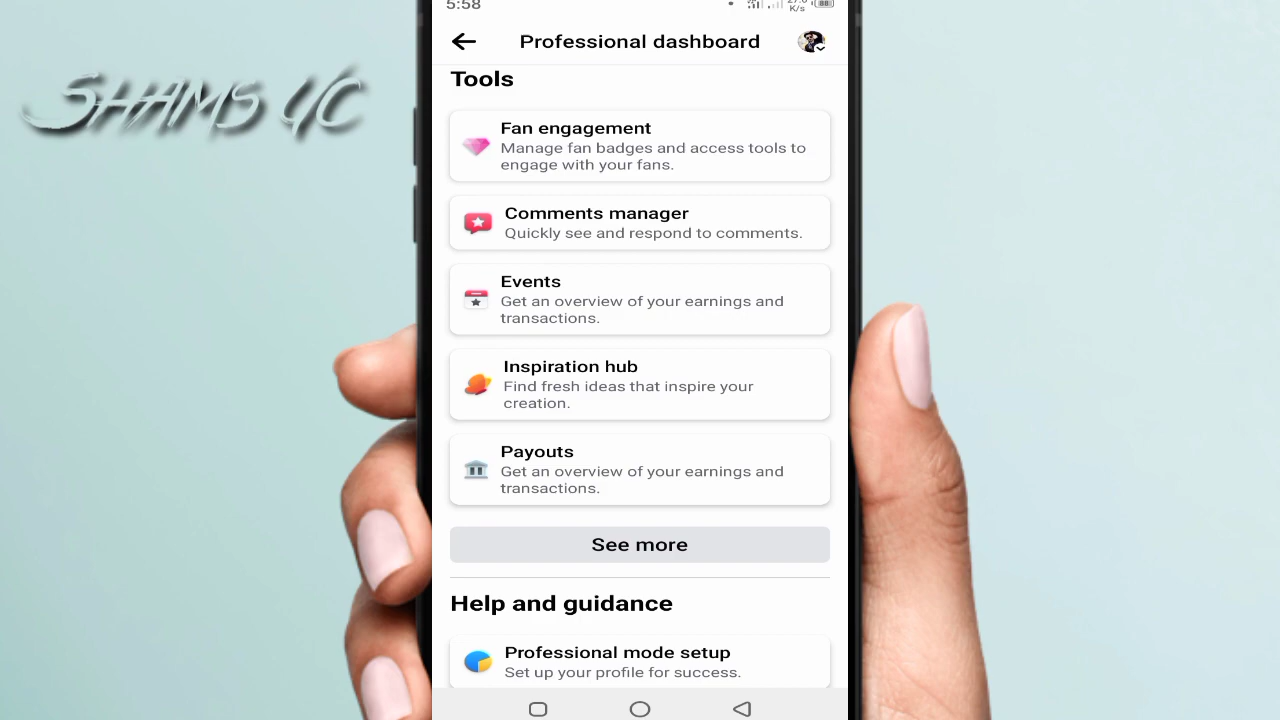 5:58
K/s
Professional dashboard
SHAMS YC
Tools
Fan engagement
Manage fan badges and access tools to
engage with your fans.
Comments manager
Quickly see and respond to comments.
Events
Get an overview of your earnings and
transactions.
Inspiration hub
Find fresh ideas that inspire your
creation.
Payouts
Get an overview of your earnings and
transactions.
See more
Help and guidance
Professional mode setup
Set up your profile for success.